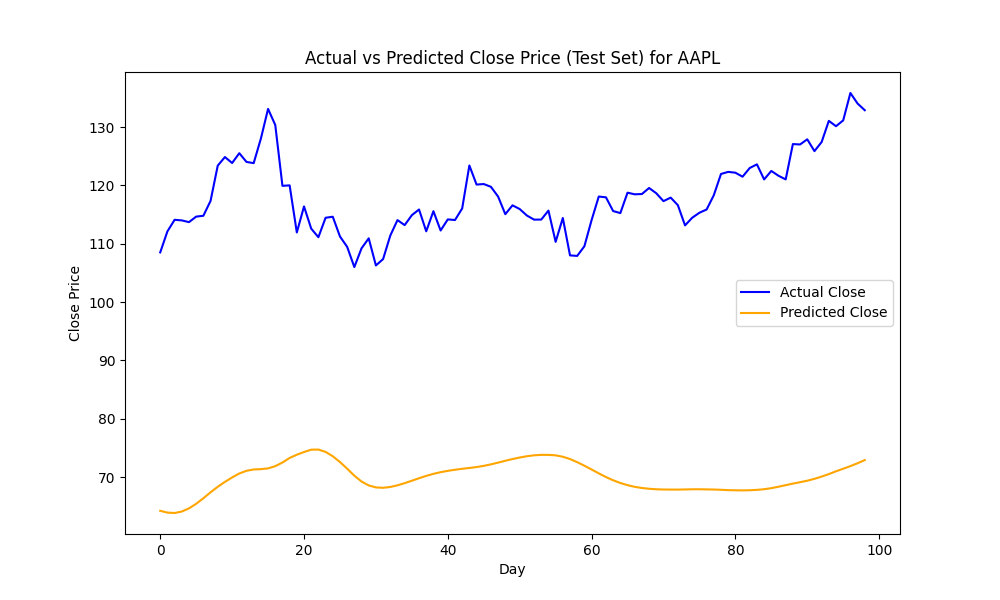 Actual vs Predicted Close Price (Test Set) for AAPL
Close Price
130
120
110
100
90
80
70
Actual Close
Predicted Close
0 20 40 60 80 100
Day